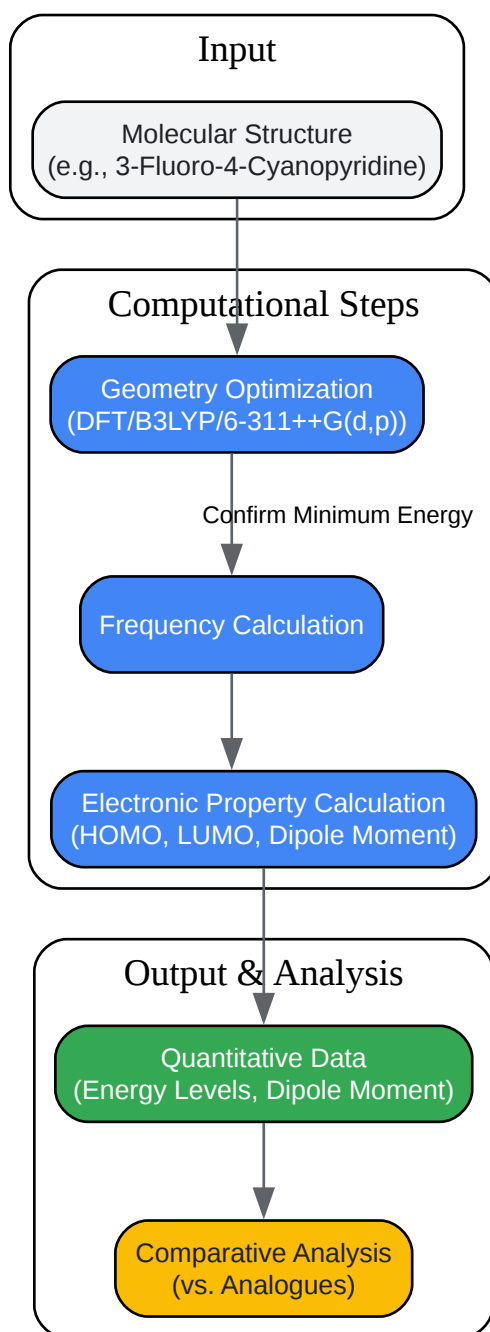 Input
Molecular Structure
(e.g., 3-Fluoro-4-Cyanopyridine)
Computational Steps
Geometry Optimization
(DFT/B3LYP/6-311++G(d,p))
Confirm Minimum Energy
Frequency Calculation
Electronic Property Calculation
(HOMO, LUMO, Dipole Moment)
Output & Analysis
Quantitative Data
(Energy Levels, Dipole Moment)
Comparative Analysis
(vs. Analogues)